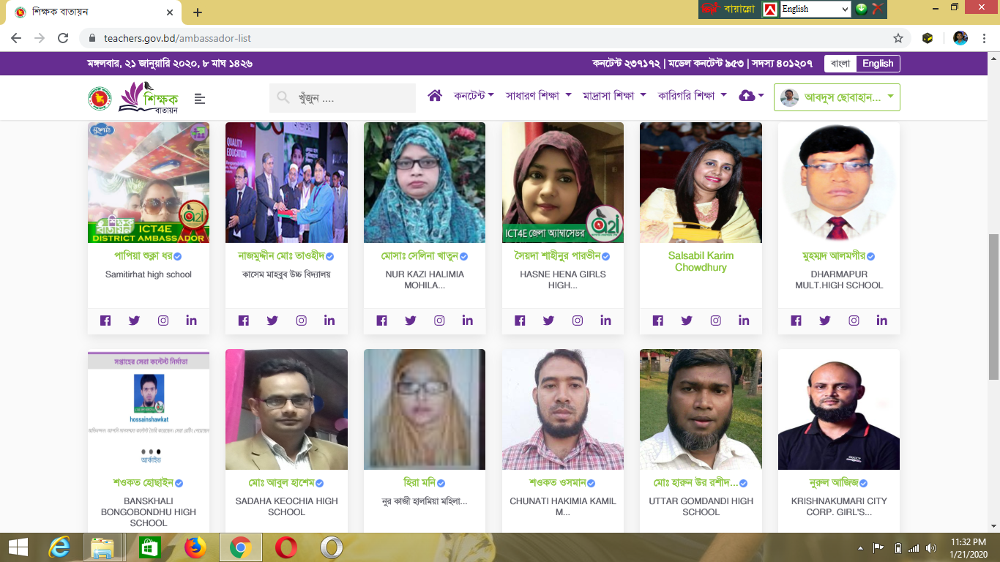 শিক্ষক বাতায়ন
বায়ান্নো
English
teachers.gov.bd/ambassador-list
মঙ্গলবার, ২১ জানুয়ারি ২০২০, ৮ মাঘ ১৪২৬
কনটেন্ট ২৩৭১৭২ | মডেল কনটেন্ট ৯৫৩ | সদস্য ৪০১২০৭
বাংলা English
শিক্ষক
বাতায়ন
খুঁজুন ....
কনটেন্ট সাধারণ শিক্ষা মাদ্রাসা শিক্ষা কারিগরি শিক্ষা
আবদুস ছোবাহান...
শিক্ষক
বাতায়ন
a2i
ICT4E
DISTRICT AMBASSADOR
QUALITY
EDUCATION
a2i
ICT4E জেলা অ্যাম্বাসেডর
পাপিয়া শুক্লা ধর
Samitirhat high school
নাজমুদ্দীন মোঃ তাওহীদ
কাসেম মাহবুব উচ্চ বিদ্যালয়
মোসাঃ সেলিনা খাতুন
NUR KAZI HALIMIA
MOHILA...
সৈয়দা শাহীনুর পারভীন
HASNE HENA GIRLS
HIGH...
Salsabil Karim
Chowdhury
মুহম্মদ আলমগীর
DHARMAPUR
MULT.HIGH SCHOOL
সপ্তাহের সেরা কন্টেন্ট নির্মাতা
hossainshawkat
আর্কাইভ
শওকত হোছাইন
BANSKHALI
BONGOBONDHU HIGH
SCHOOL
মোঃ আবুল হাশেম
SADAHA KEOCHIA HIGH
SCHOOL
হিরা মনি
নুর কাজী হালমিয়া মহিলা...
শওকত ওসমান
CHUNATI HAKIMIA KAMIL
M...
মোঃ হারুন উর রশীদ...
UTTAR GOMDANDI HIGH
SCHOOL
নুরুল আজিজ
KRISHNAKUMARI CITY
CORP. GIRL'S...
11:32 PM
1/21/2020